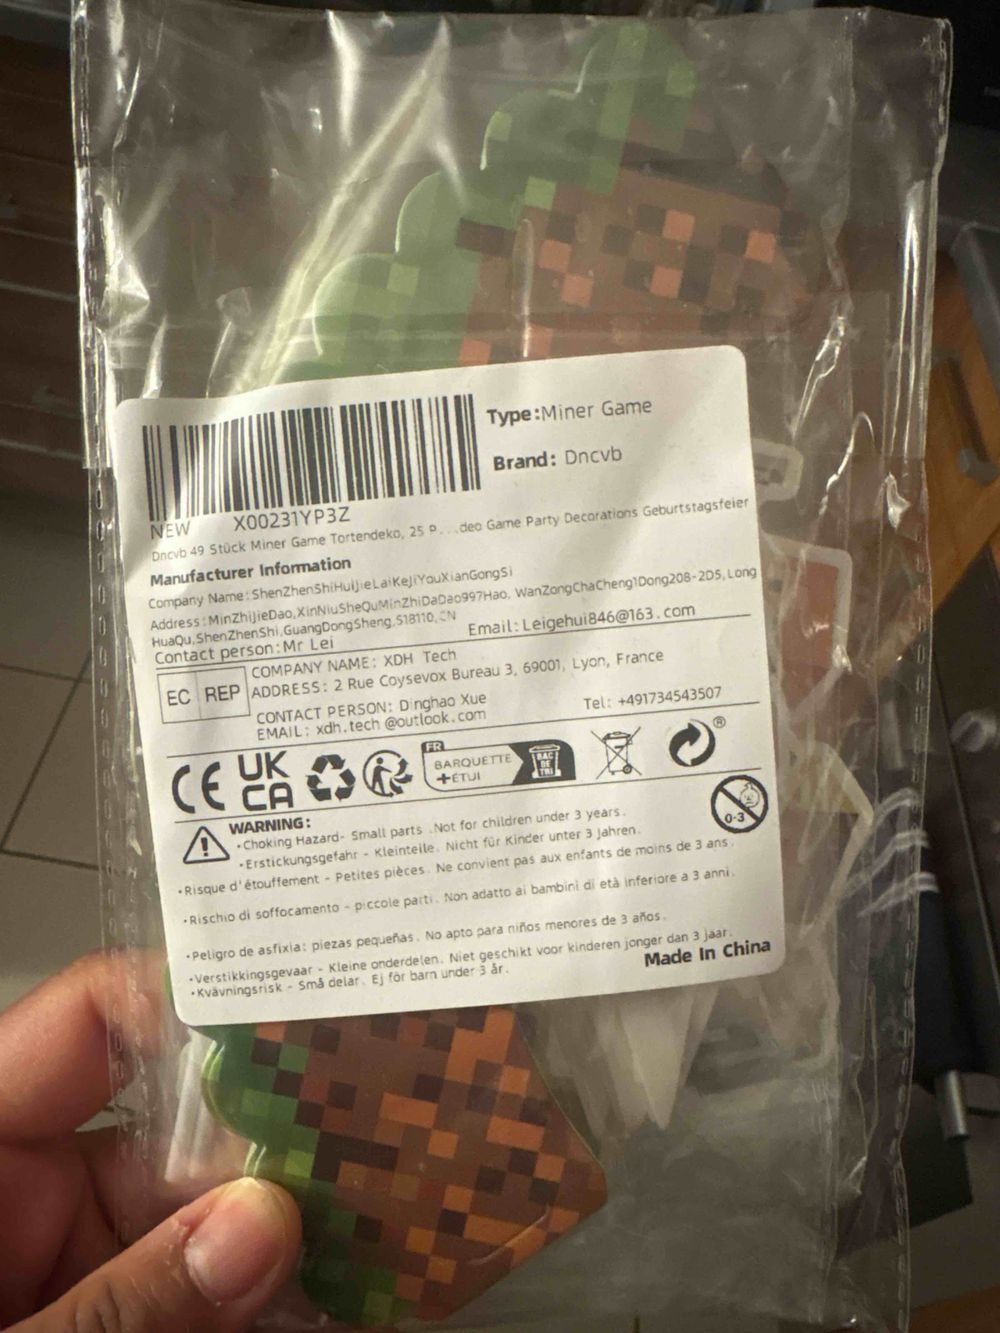 Type:Miner Game
Brand: Dncvb
NEW X00231YP3Z
Dncvb 49 Stück Miner Game Tortendeko, 25 P...deo Game Party Decorations Geburtstagsfeier
Manufacturer Information
Company Name:ShenZhenShiHuiJieLaiKeJiYouXianGongSi
Address:MinZhiJieDao,XinNiuSheQuMinZhiDaDao997Hao, WanZongChaCheng1Dong208-2D5,Long
HuaQu,ShenZhenShi,GuangDongSheng,518110,CN
Contact person:Mr Lei Email:Leigehui846@163.com
EC REP
COMPANY NAME: XDH Tech
ADDRESS: 2 Rue Coysevox Bureau 3, 69001, Lyon, France
CONTACT PERSON: Dinghao Xue Tel: +491734543507
EMAIL: xdh.tech @outlook.com
CE UK CA
FR
BARQUETTE
+ÉTUI
BAC
DE
TRI
®
WARNING:
•Choking Hazard- Small parts .Not for children under 3 years.
0-3
•Erstickungsgefahr - Kleinteile. Nicht für Kinder unter 3 Jahren.
•Risque d'étouffement - Petites pièces. Ne convient pas aux enfants de moins de 3 ans.
•Rischio di soffocamento - piccole parti. Non adatto ai bambini di età inferiore a 3 anni.
•Peligro de asfixia: piezas pequeñas. No apto para niños menores de 3 años.
•Verstikkingsgevaar - Kleine onderdelen. Niet geschikt voor kinderen jonger dan 3 jaar.
•Kvävningsrisk - Små delar. Ej för barn under 3 år.
Made In China